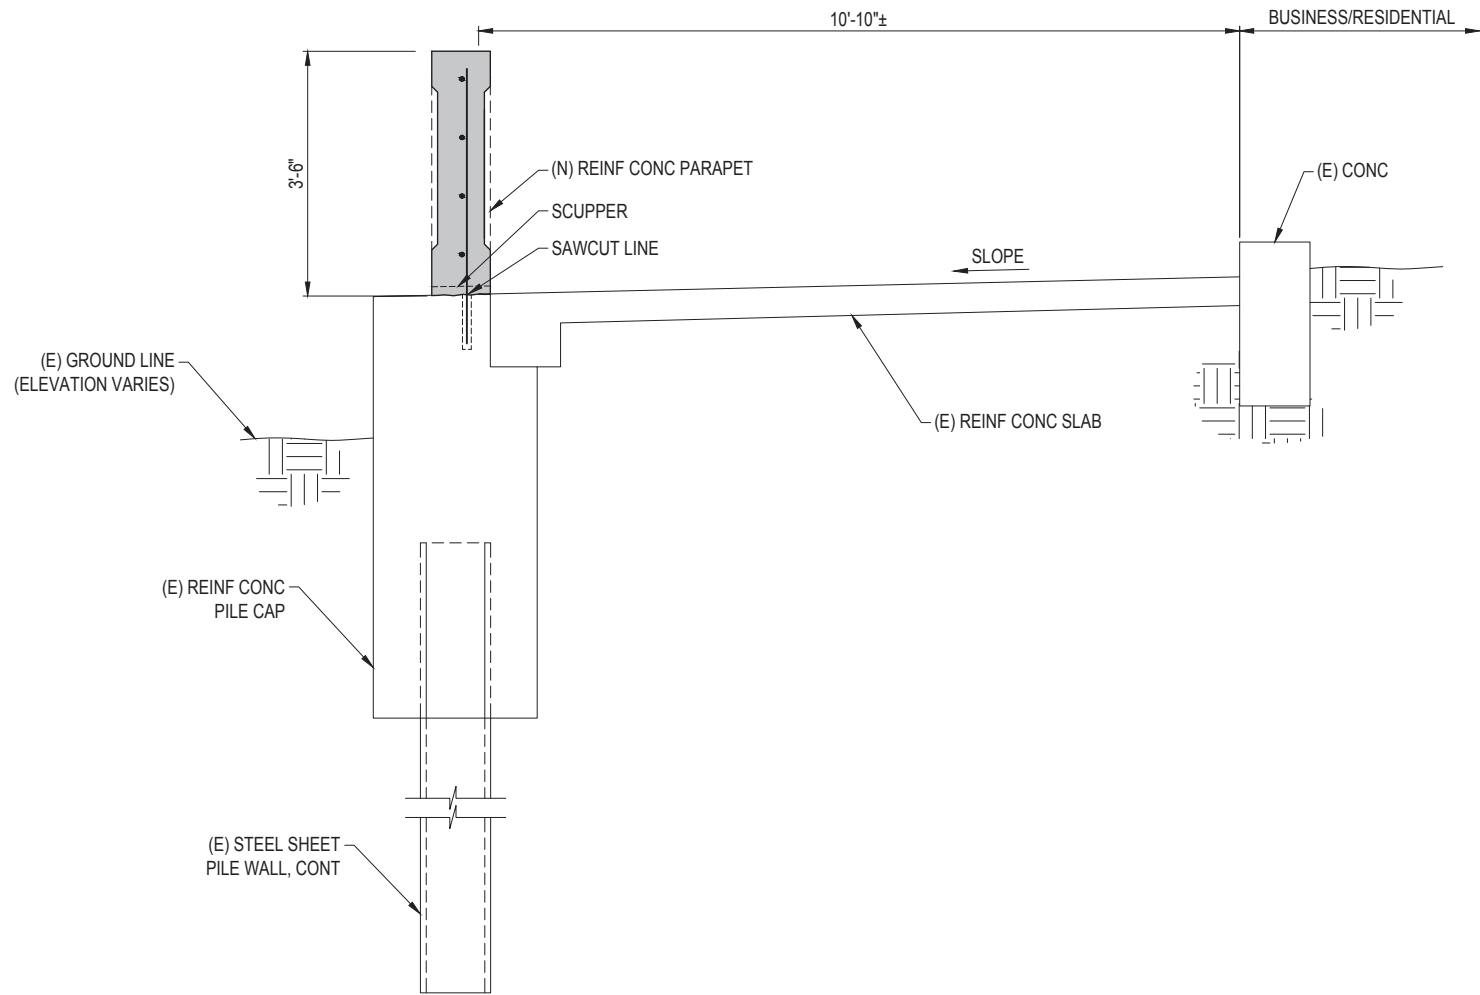 10'-10"±
BUSINESS/RESIDENTIAL
3'-6"
(N) REINF CONC PARAPET
(E) CONC
SCUPPER
SAWCUT LINE
SLOPE
(E) GROUND LINE
(ELEVATION VARIES)
(E) REINF CONC SLAB
(E) REINF CONC
PILE CAP
(E) STEEL SHEET
PILE WALL, CONT